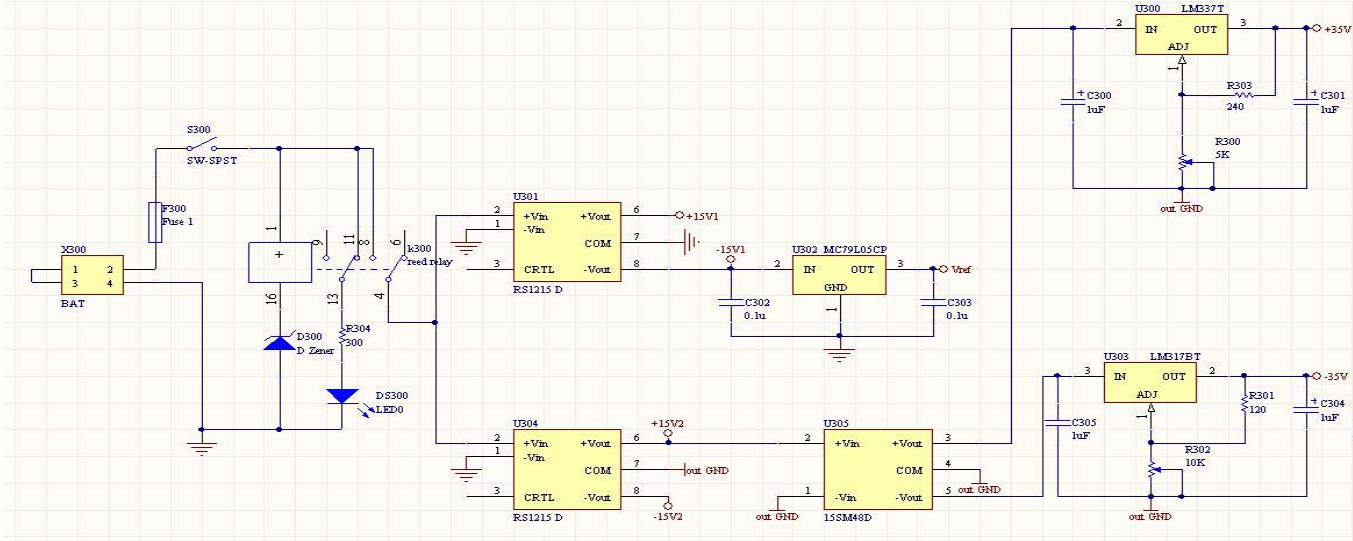 U300 LM337T
2 IN OUT 3 +35V
ADJ
1
R303
240
C300
1uF
C301
1uF
R300
5K
out GND
S300
SW-SPST
F300
Fuse 1
X300
1 2
3 4
BAT
1
+
16
9
11
8
6
k300
reed relay
13
4
D300
D Zener
R304
300
DS300
LED0
U301
2 +Vin +Vout 6 +15V1
1 -Vin
COM 7
3 CRTL -Vout 8
RS1215 D
-15V1
U302 MC79L05CP
2 IN OUT 3 Vref
GND
1
C302
0.1u
C303
0.1u
U304
2 +Vin +Vout 6 +15V2
1 -Vin
COM 7 out GND
3 CRTL -Vout 8
-15V2
RS1215 D
U305
2 +Vin +Vout 3
COM 4
out GND
1 -Vin -Vout 5
out GND
15SM48D
U303 LM317BT
3 IN OUT 2 -35V
ADJ
1
R301
120
C304
1uF
C305
1uF
R302
10K
out GND